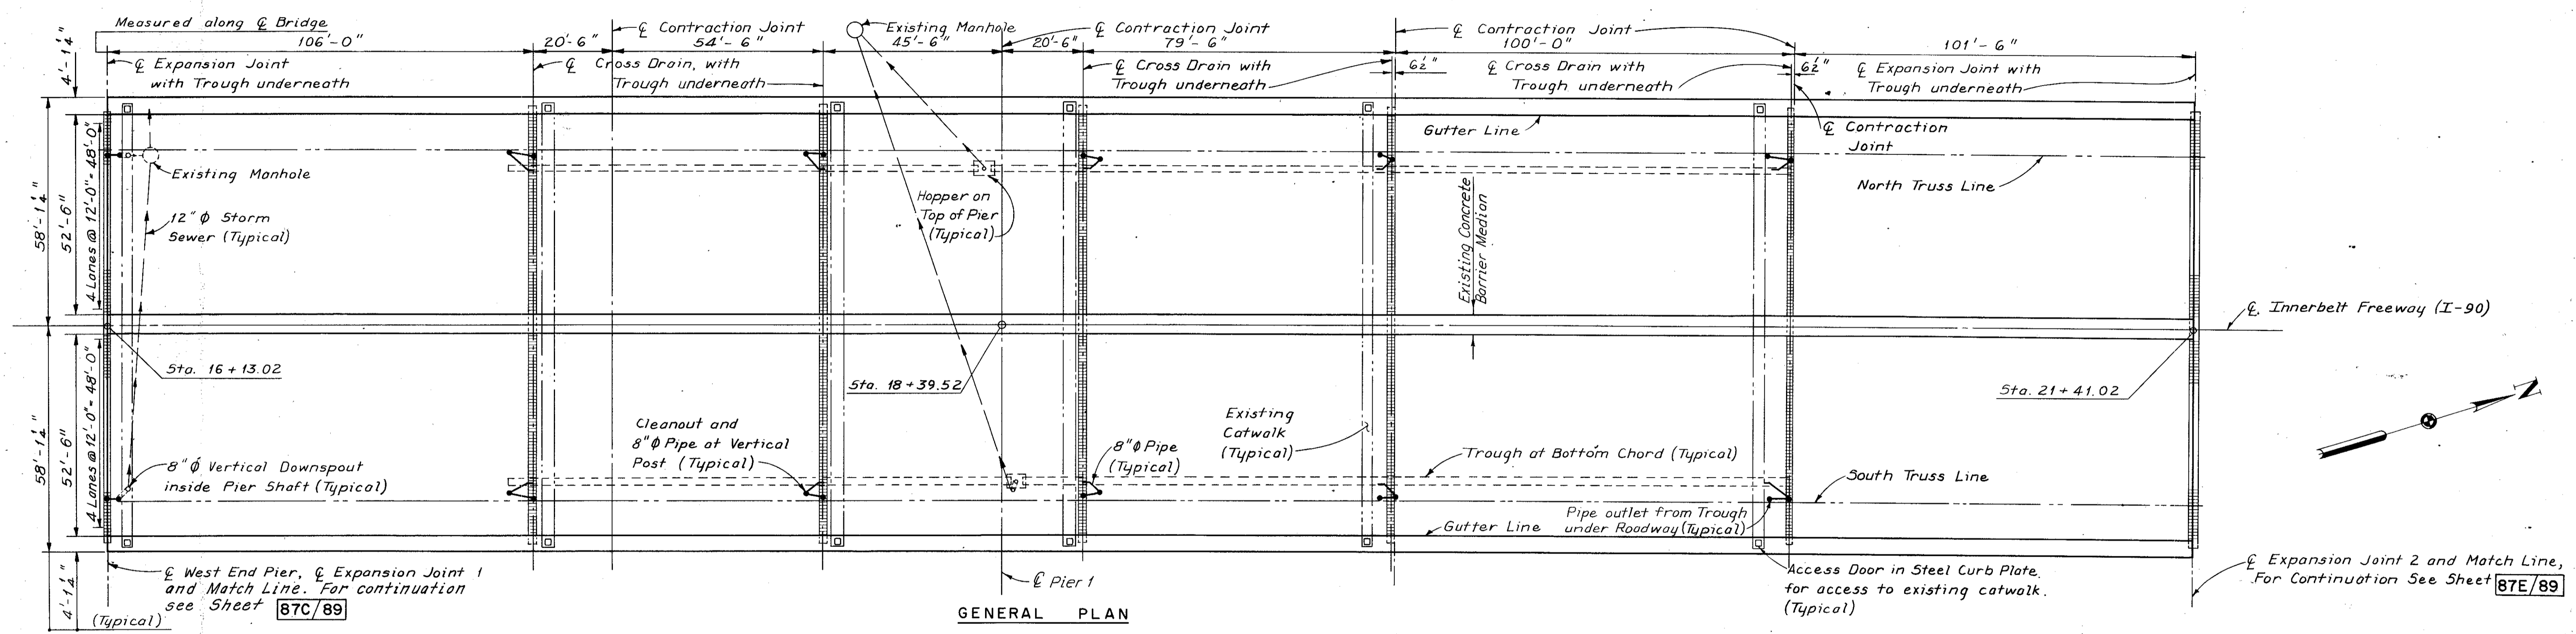 Measured along ℄ Bridge
106'-0"
20'-6"
℄ Contraction Joint
54'-6"
45'-6"
Existing Manhole
℄ Contraction Joint
20'-6"
79'-6"
℄ Contraction Joint
100'-0"
101'-6"
4'-1¼"
℄ Expansion Joint
with Trough underneath
℄ Cross Drain, with
Trough underneath
℄ Cross Drain with
Trough underneath
6½"
℄ Cross Drain with
Trough underneath
6½"
℄ Expansion Joint with
Trough underneath
58'-1¼"
52'-6"
4 Lanes @ 12'-0" = 48'-0"
Existing Manhole
12" Φ Storm
Sewer (Typical)
Hopper on
Top of Pier
(Typical)
Gutter Line
Existing Concrete
Barrier Median
℄ Contraction
Joint
North Truss Line
℄ Innerbelt Freeway (I-90)
Sta. 16+13.02
Sta. 18+39.52
Sta. 21+41.02
N
58'-1¼"
52'-6"
4 Lanes @ 12'-0" = 48'-0"
8" Φ Vertical Downspout
inside Pier Shaft (Typical)
Cleanout and
8" Φ Pipe at Vertical
Post (Typical)
8" Φ Pipe
(Typical)
Existing
Catwalk
(Typical)
Trough at Bottom Chord (Typical)
South Truss Line
Gutter Line
Pipe outlet from Trough
under Roadway (Typical)
4'-1¼"
(Typical)
℄ West End Pier, ℄ Expansion Joint 1
and Match Line. For continuation
see Sheet 87C/89
℄ Pier 1
Access Door in Steel Curb Plate.
for access to existing catwalk.
(Typical)
℄ Expansion Joint 2 and Match Line,
For Continuation See Sheet 87E/89
GENERAL PLAN